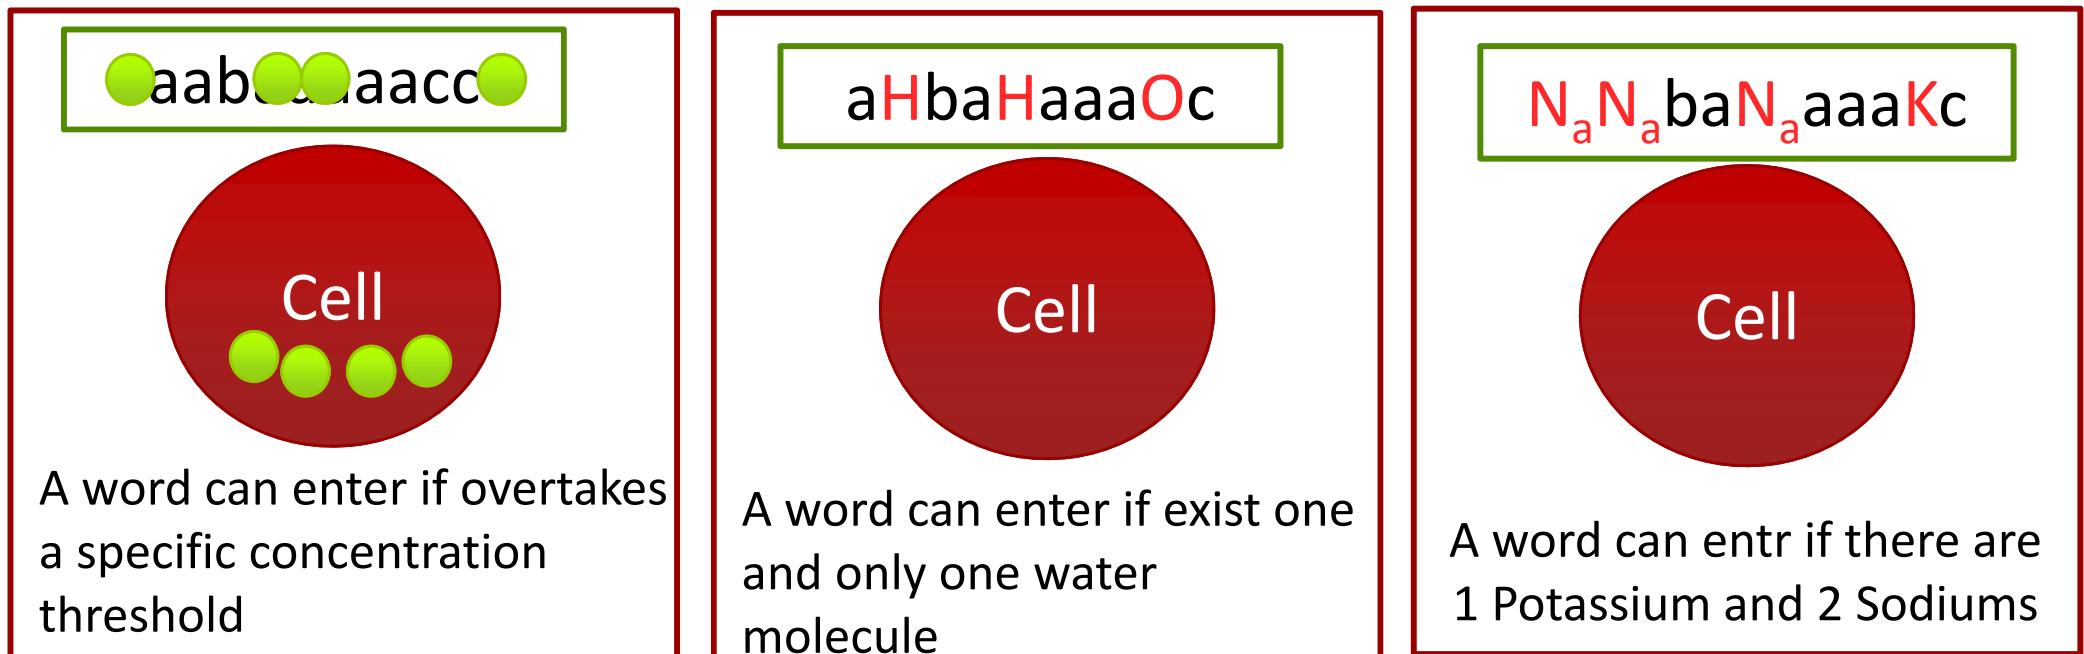 aab aacc
Cell
A word can enter if overtakes
a specific concentration
threshold
aHbaHaaaOc
Cell
A word can enter if exist one
and only one water
molecule
NaNabaNaaaaKc
Cell
A word can entr if there are
1 Potassium and 2 Sodiums